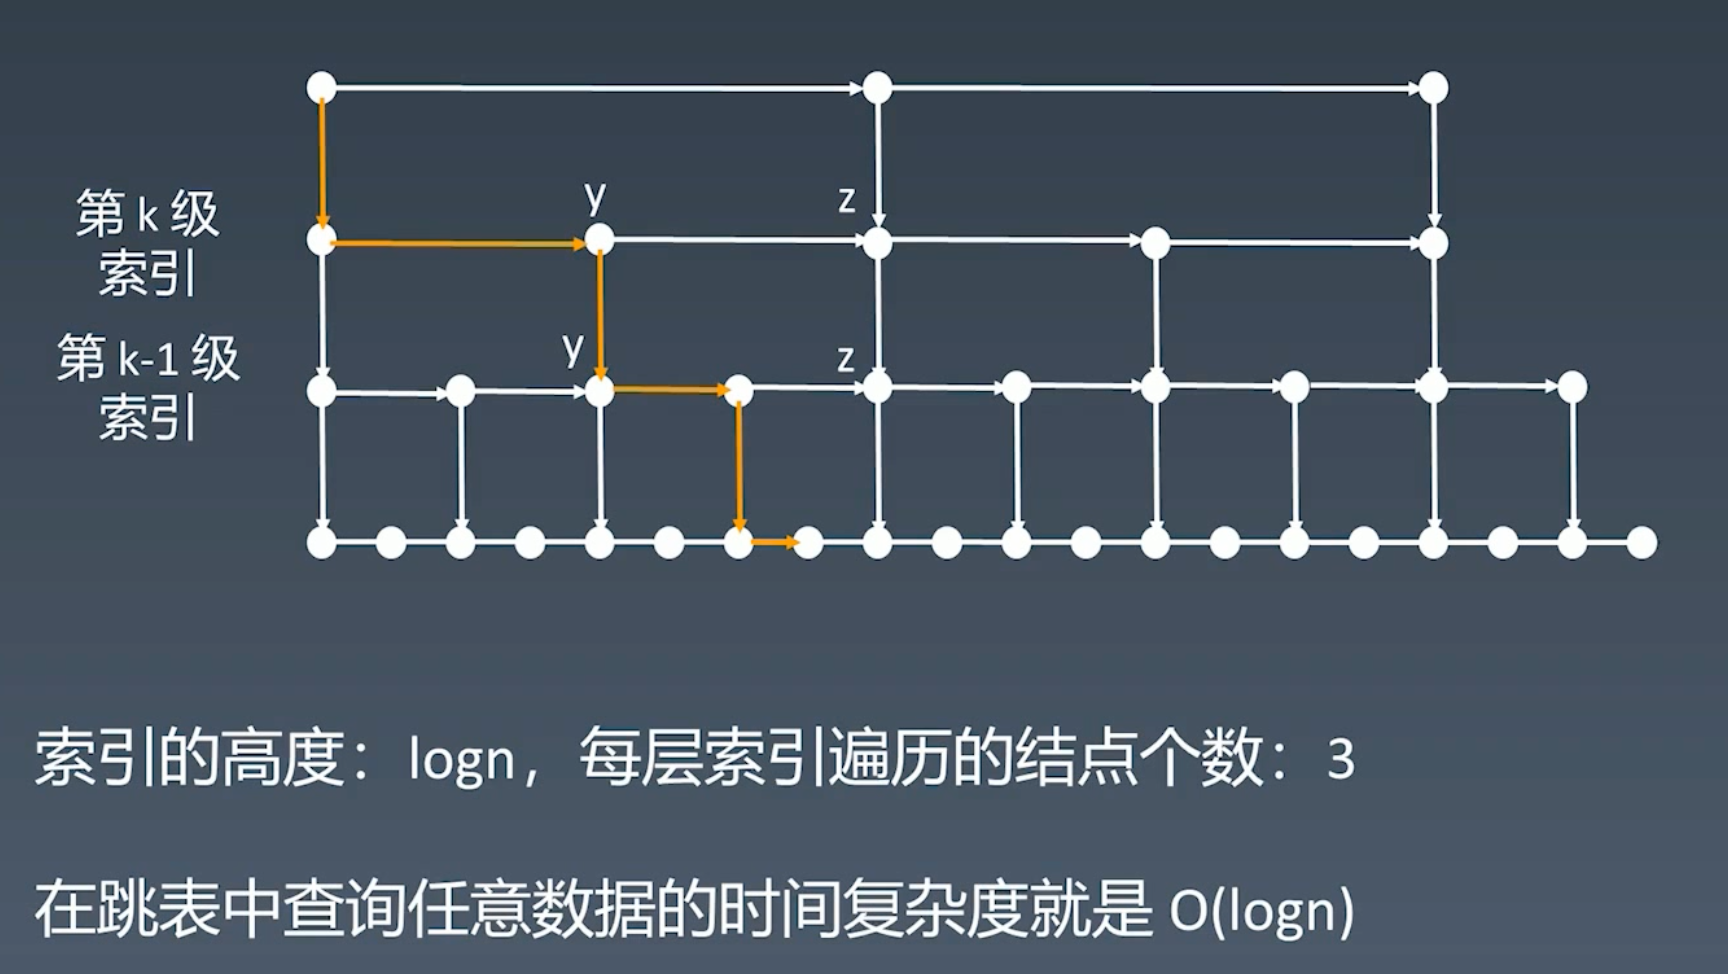 y
z
第 k 级
索引
y
z
第 k-1 级
索引
索引的高度：logn，每层索引遍历的结点个数：3
在跳表中查询任意数据的时间复杂度就是 O(logn)